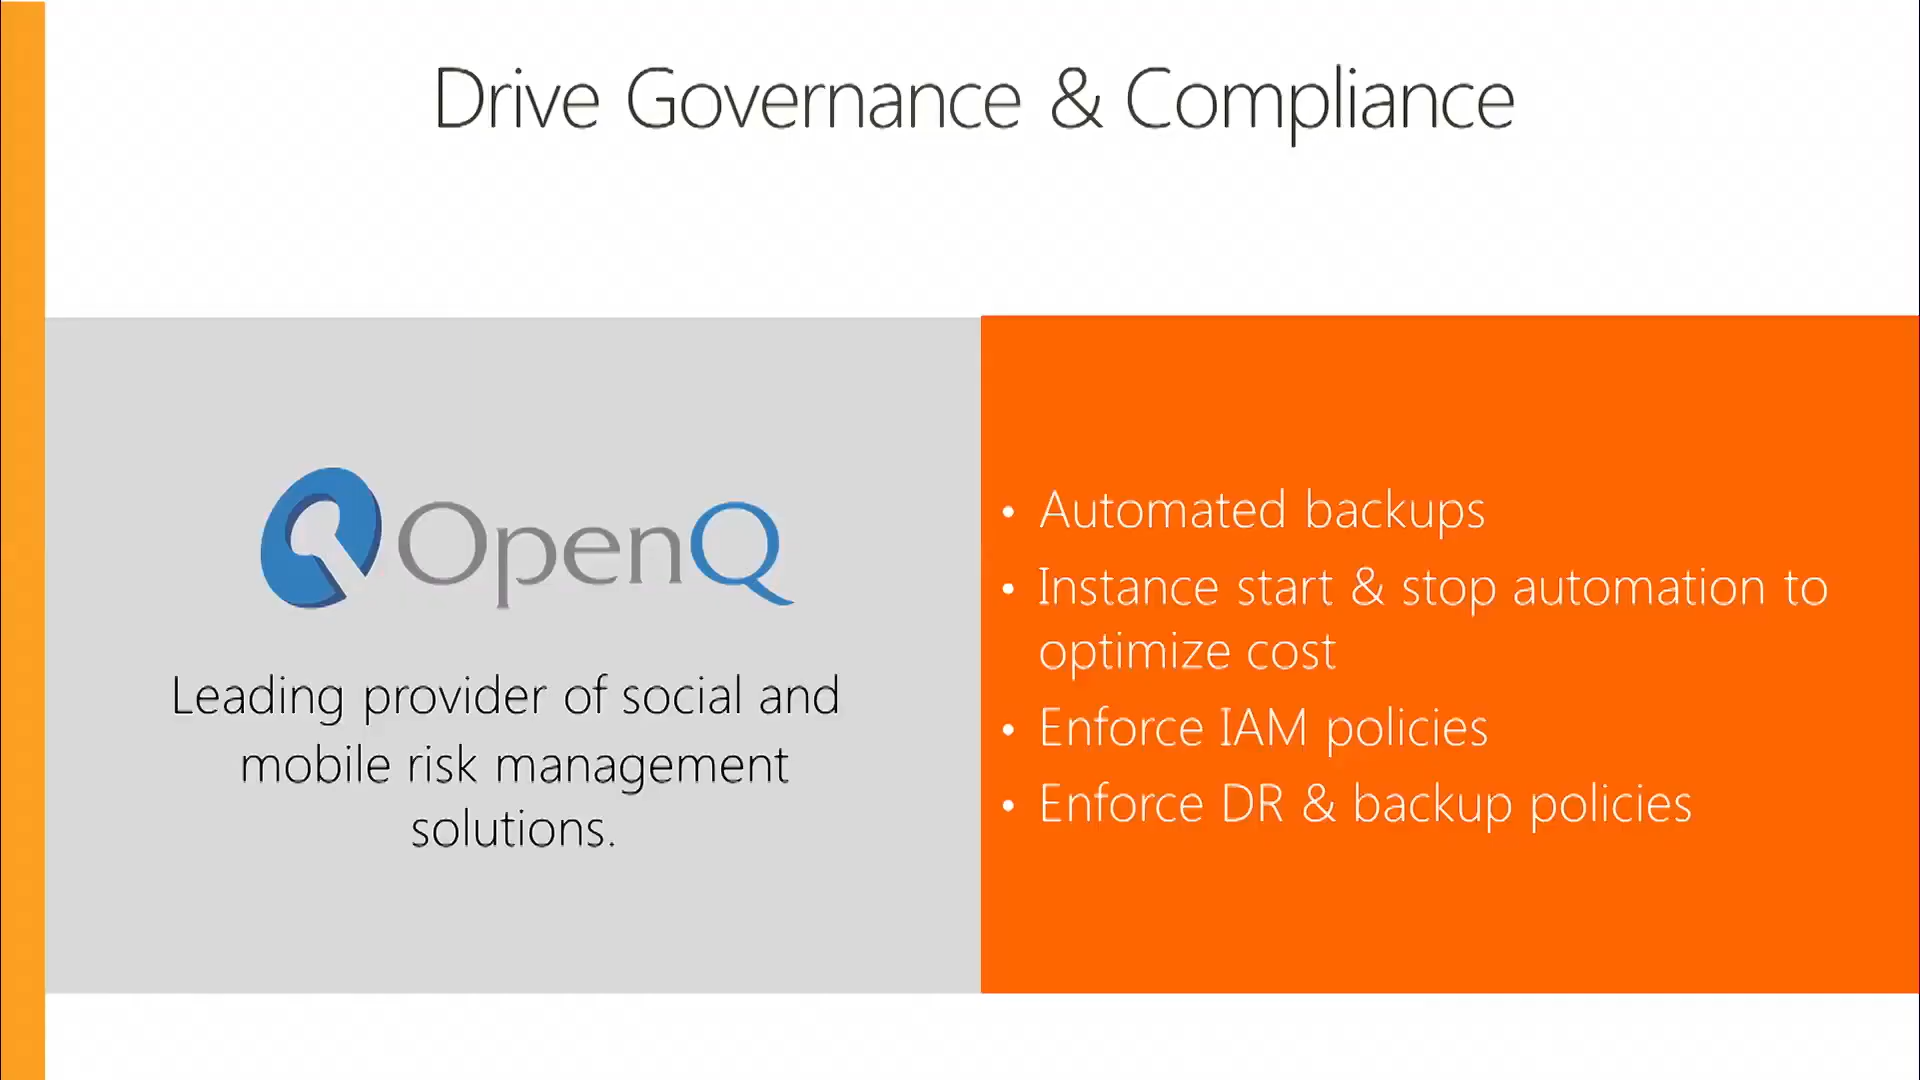 Drive Governance & Compliance
OpenQ
Leading provider of social and
mobile risk management
solutions.
• Automated backups
• Instance start & stop automation to
optimize cost
• Enforce IAM policies
• Enforce DR & backup policies